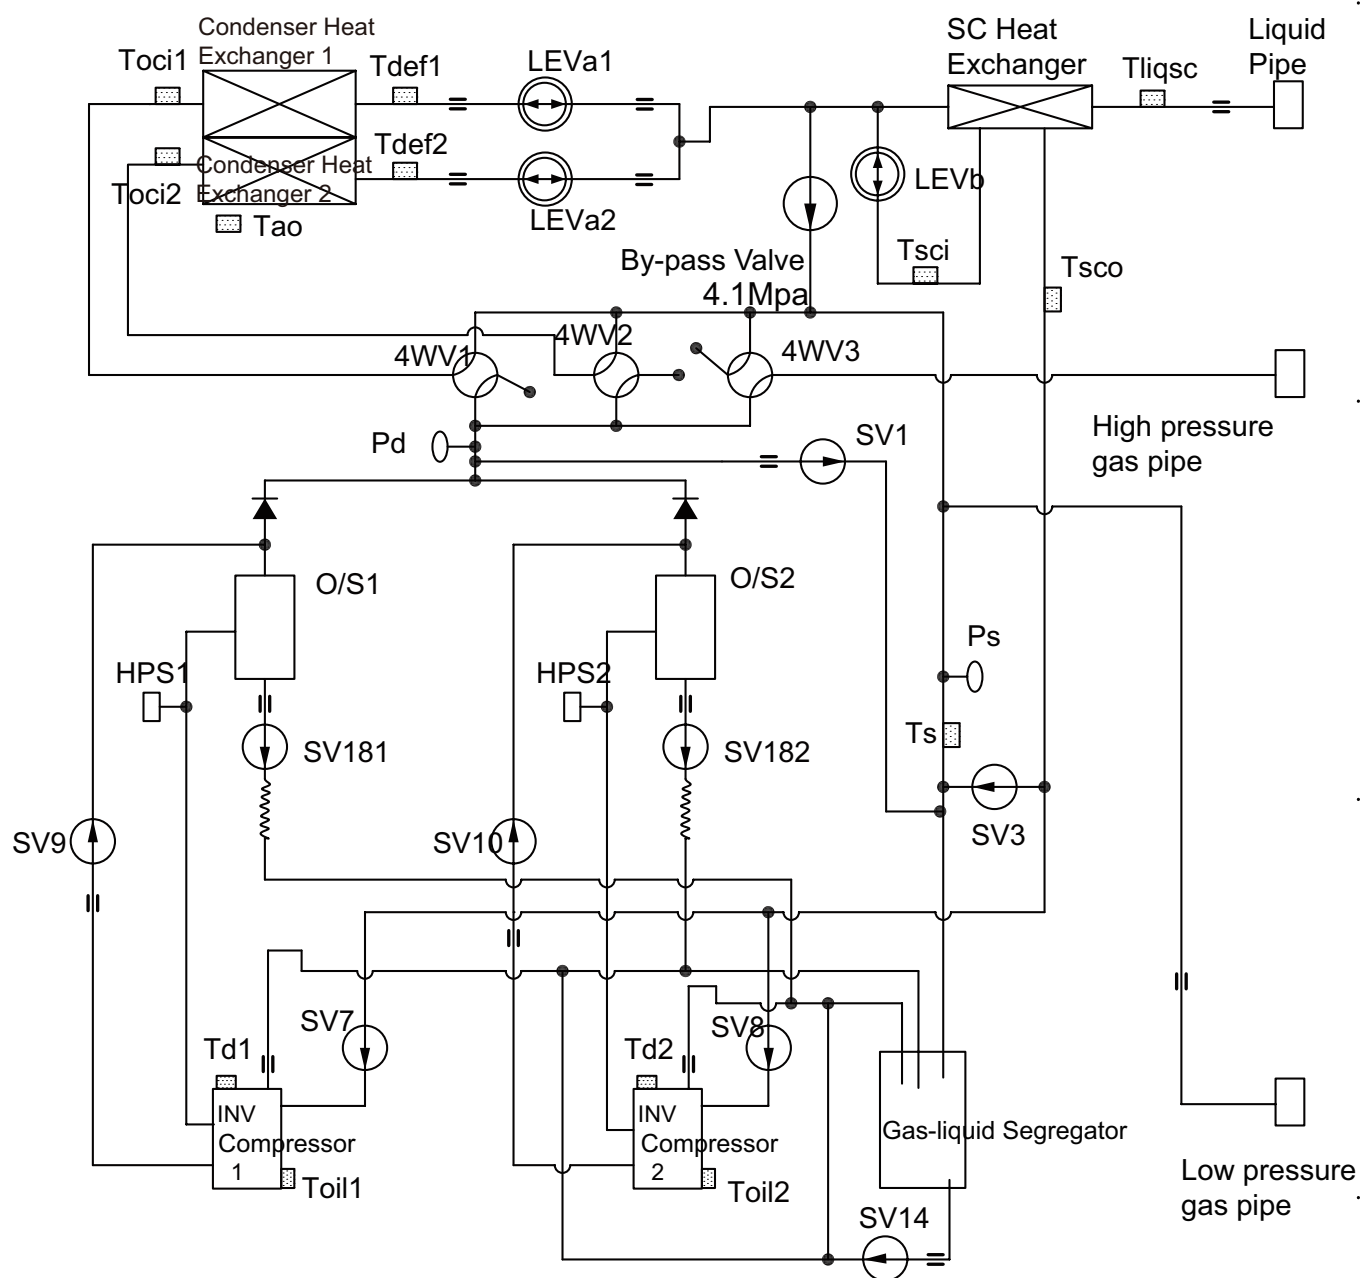 Condenser Heat
Exchanger 1
Toci1
Tdef1
LEVa1
SC Heat
Exchanger
Liquid
Pipe
Tliqsc
Tdef2
Condenser Heat
Exchanger 2
Toci2
Tao
LEVa2
LEVb
By-pass Valve
4.1Mpa
Tsci
Tsco
4WV1
4WV2
4WV3
Pd
SV1
High pressure
gas pipe
O/S1
O/S2
HPS1
HPS2
Ps
Ts
SV181
SV182
SV9
SV10
SV3
SV7
SV8
Td1
Td2
INV
Compressor
1
INV
Compressor
2
Gas-liquid Segregator
Toil1
Toil2
SV14
Low pressure
gas pipe